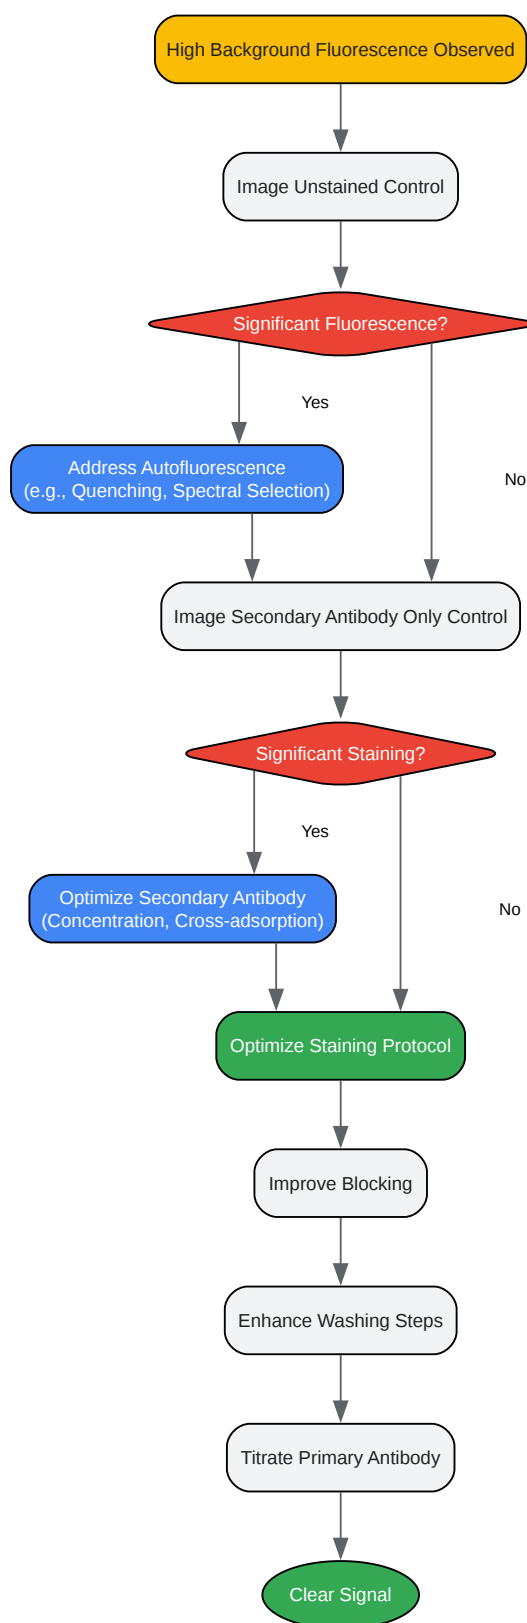 High Background Fluorescence Observed
Image Unstained Control
Significant Fluorescence?
Yes
Address Autofluorescence
(e.g., Quenching, Spectral Selection)
No
Image Secondary Antibody Only Control
Significant Staining?
Yes
Optimize Secondary Antibody
(Concentration, Cross-adsorption)
No
Optimize Staining Protocol
Improve Blocking
Enhance Washing Steps
Titrate Primary Antibody
Clear Signal